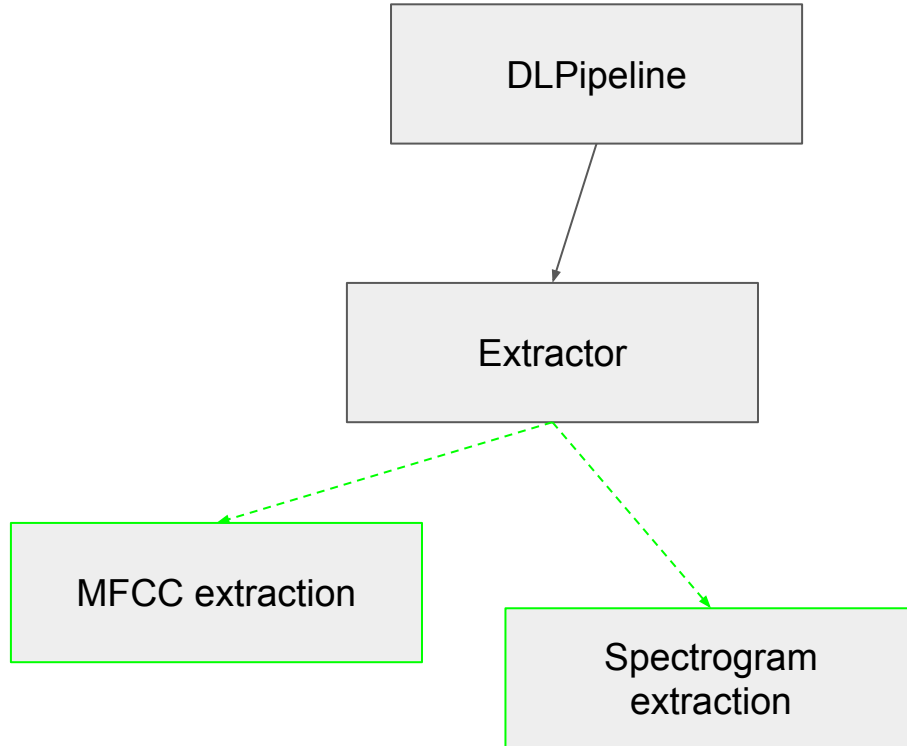 DLPipeline
Extractor
MFCC extraction
Spectrogram
extraction